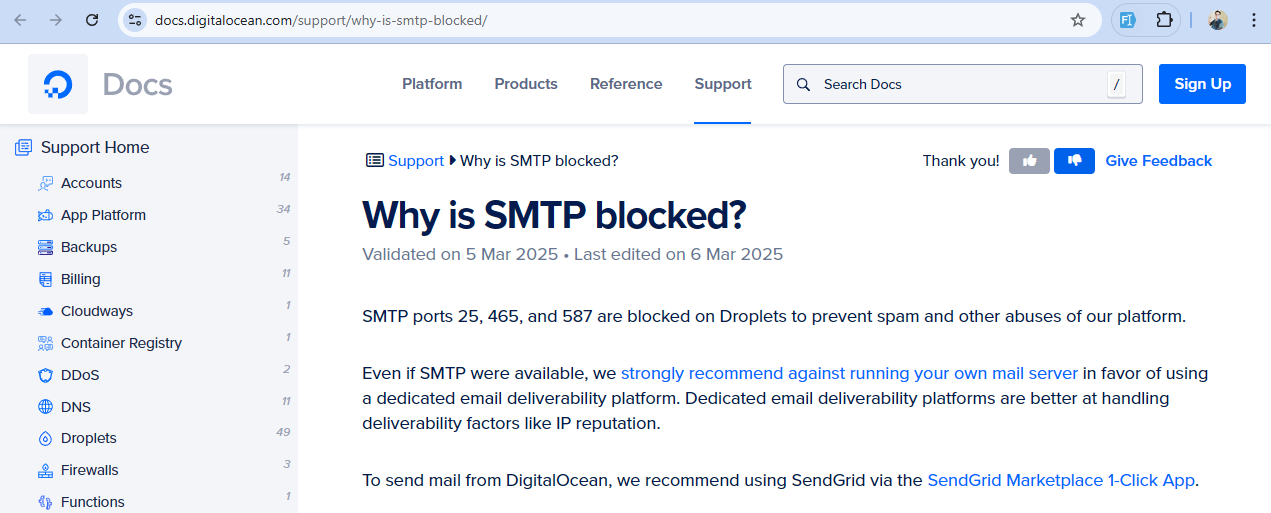 docs.digitalocean.com/support/why-is-smtp-blocked/
Docs
Platform
Products
Reference
Support
Search Docs
/
Sign Up
Support Home
Accounts 14
App Platform 34
Backups 5
Billing 11
Cloudways 1
Container Registry 1
DDoS 2
DNS 11
Droplets 49
Firewalls 3
Functions 1
Support Why is SMTP blocked?
Thank you!
Give Feedback
Why is SMTP blocked?
Validated on 5 Mar 2025 • Last edited on 6 Mar 2025
SMTP ports 25, 465, and 587 are blocked on Droplets to prevent spam and other abuses of our platform.
Even if SMTP were available, we strongly recommend against running your own mail server in favor of using
a dedicated email deliverability platform. Dedicated email deliverability platforms are better at handling
deliverability factors like IP reputation.
To send mail from DigitalOcean, we recommend using SendGrid via the SendGrid Marketplace 1-Click App.